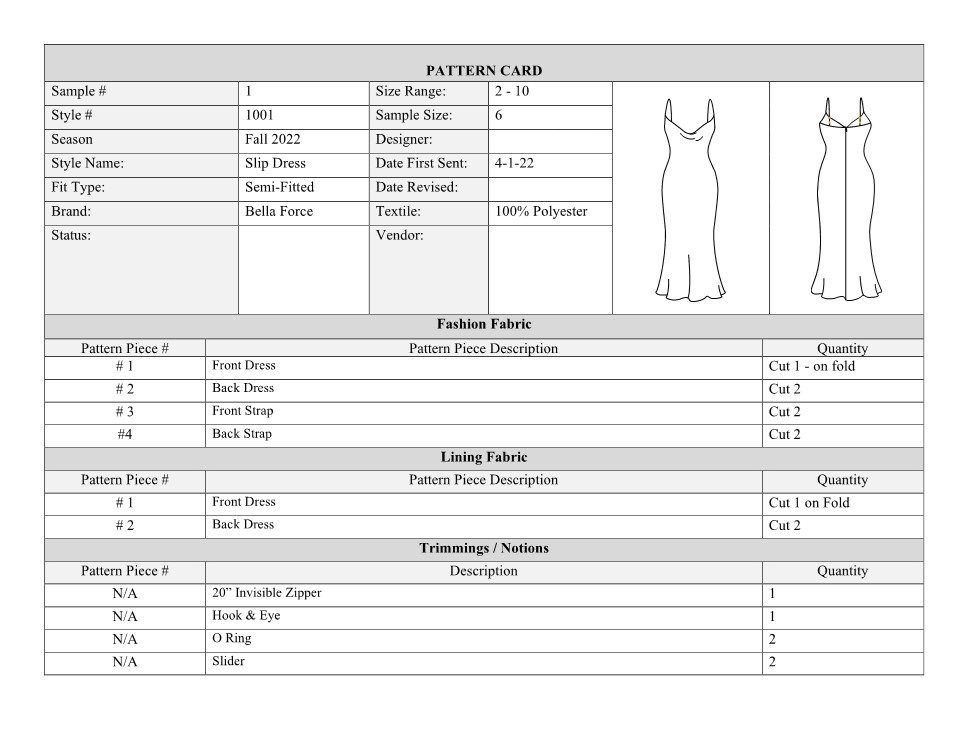 PATTERN CARD
Sample # 1 Size Range: 2 - 10
Style # 1001 Sample Size: 6
Season Fall 2022 Designer:
Style Name: Slip Dress Date First Sent: 4-1-22
Fit Type: Semi-Fitted Date Revised:
Brand: Bella Force Textile: 100% Polyester
Status: Vendor:
Fashion Fabric
Pattern Piece # Pattern Piece Description Quantity
# 1 Front Dress Cut 1 - on fold
# 2 Back Dress Cut 2
# 3 Front Strap Cut 2
#4 Back Strap Cut 2
Lining Fabric
Pattern Piece # Pattern Piece Description Quantity
# 1 Front Dress Cut 1 on Fold
# 2 Back Dress Cut 2
Trimmings / Notions
Pattern Piece # Description Quantity
N/A 20” Invisible Zipper 1
N/A Hook & Eye 1
N/A O Ring 2
N/A Slider 2